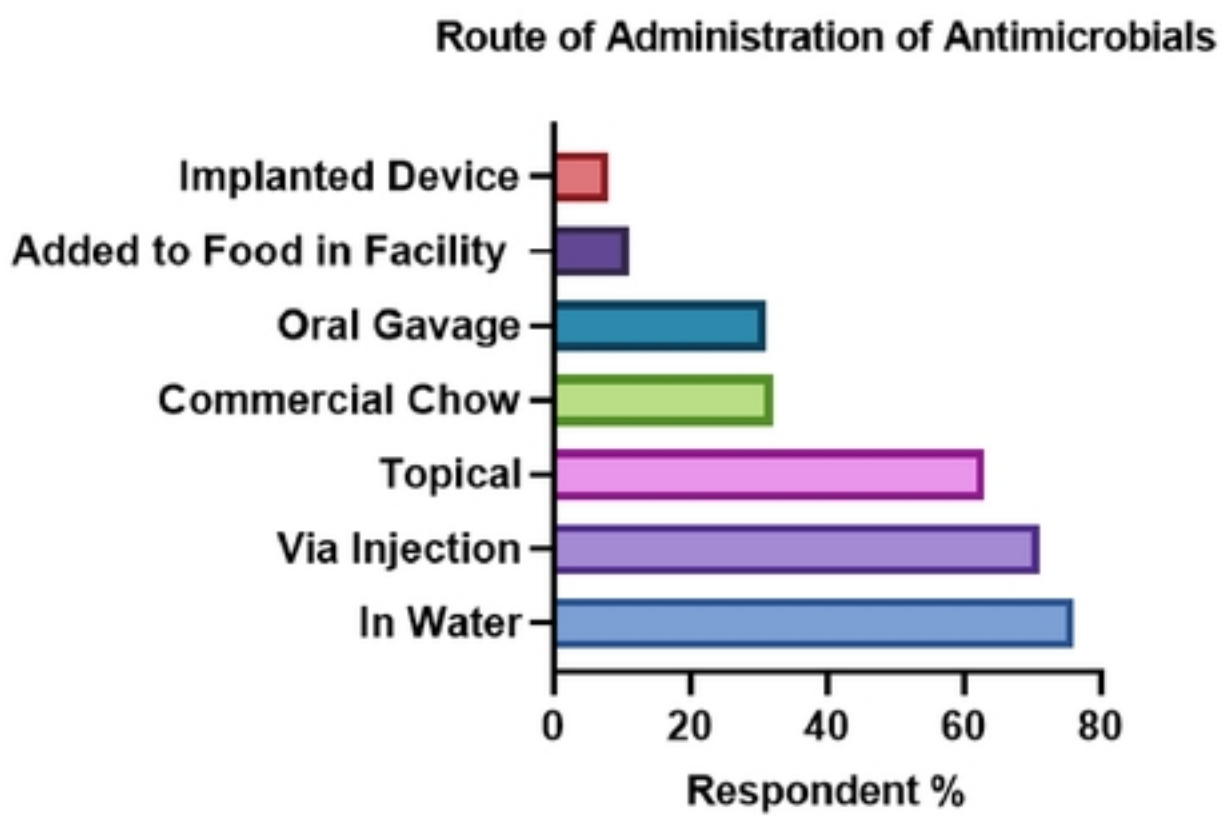 Route of Administration of Antimicrobials
Implanted Device
Added to Food in Facility
Oral Gavage
Commercial Chow
Topical
Via Injection
In Water
0 20 40 60 80
Respondent %